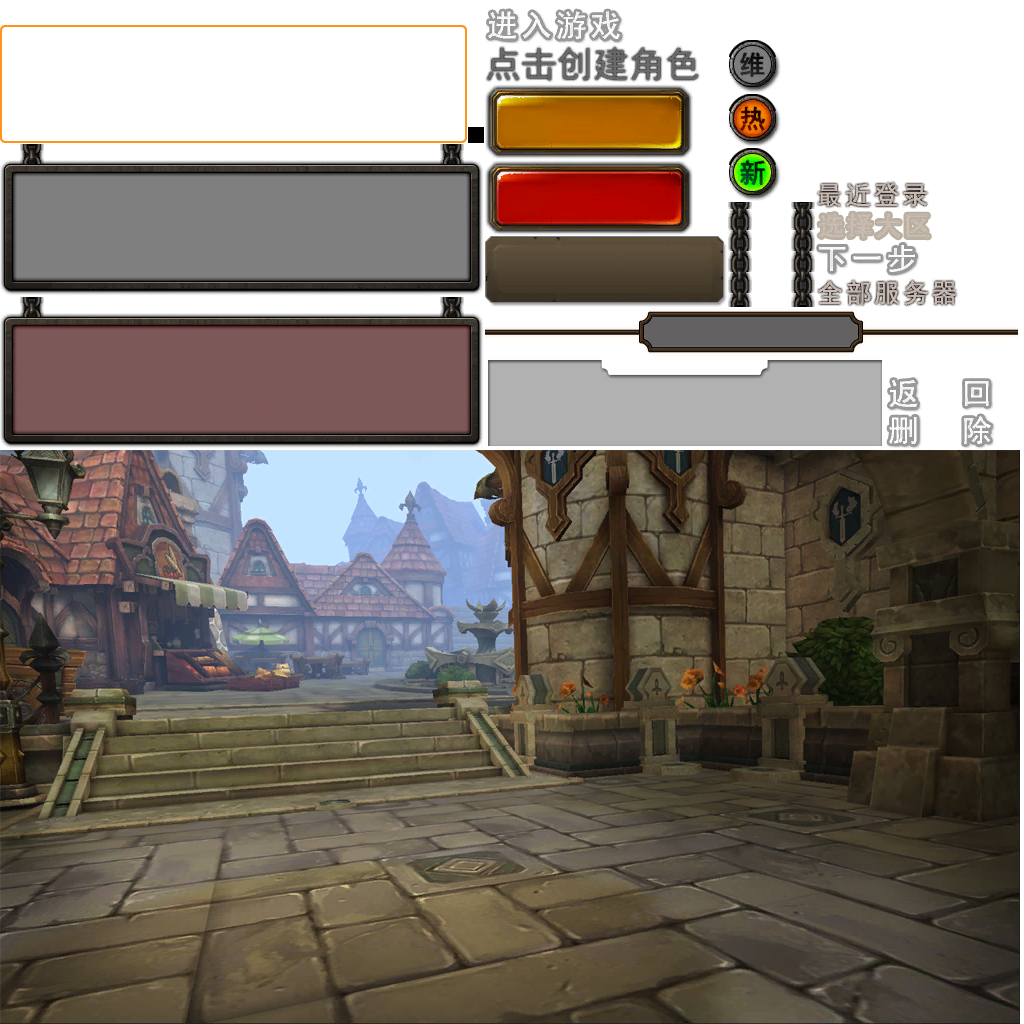 进入游戏
点击创建角色
维
热
新
最近登录
选择大区
下一步
全部服务器
返 回
删 除